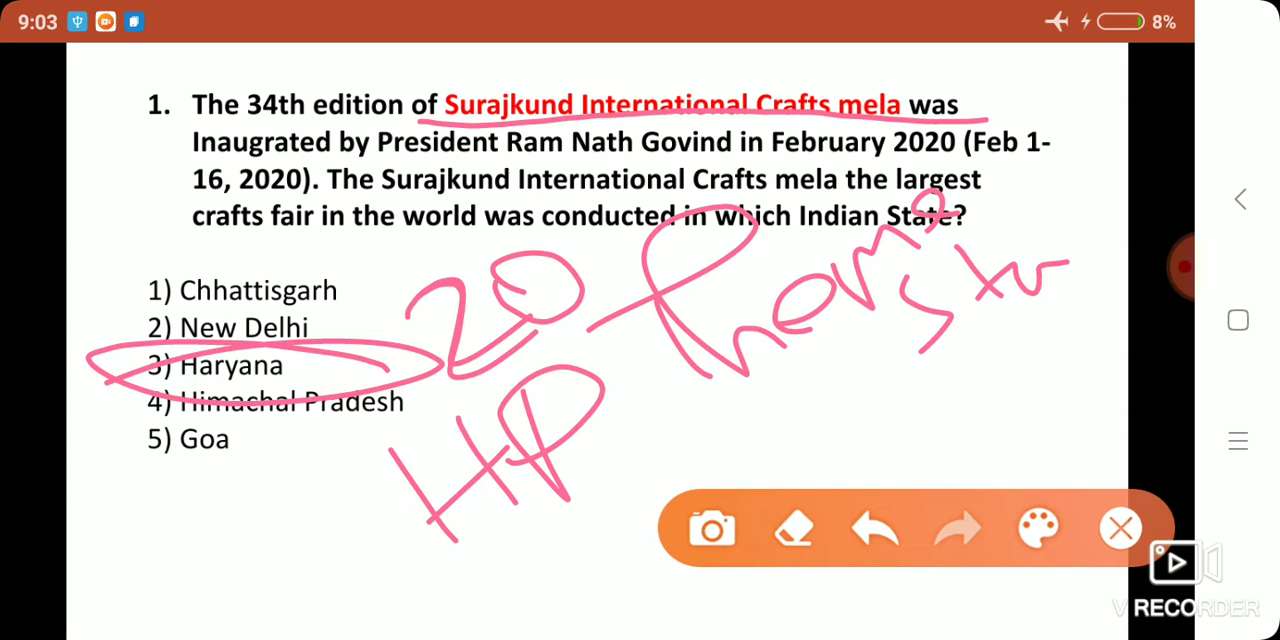 9:03 8%
1. The 34th edition of Surajkund International Crafts mela was
Inaugrated by President Ram Nath Govind in February 2020 (Feb 1-
16, 2020). The Surajkund International Crafts mela the largest
crafts fair in the world was conducted in which Indian State?
1) Chhattisgarh
2) New Delhi
3) Haryana
4) Himachal Pradesh
5) Goa
20 -
HP
V RECORDER